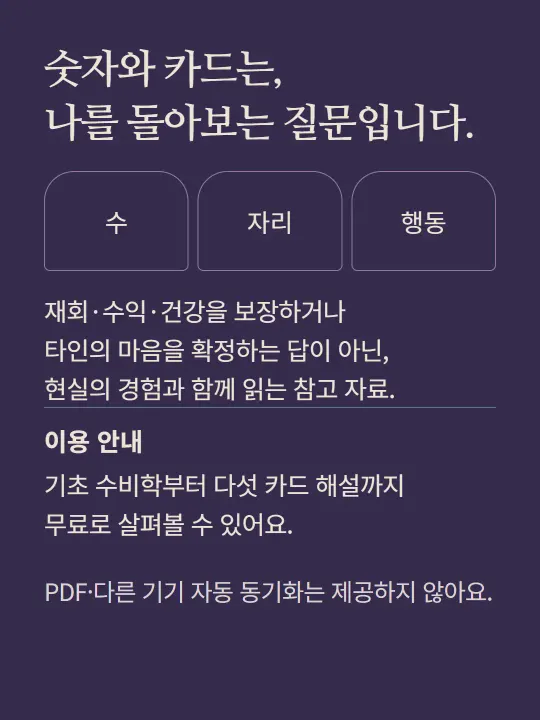 숫자와 카드는,
나를 돌아보는 질문입니다.
수
자리
행동
재회·수익·건강을 보장하거나
타인의 마음을 확정하는 답이 아닌,
현실의 경험과 함께 읽는 참고 자료.
이용 안내
기초 수비학부터 다섯 카드 해설까지
무료로 살펴볼 수 있어요.
PDF·다른 기기 자동 동기화는 제공하지 않아요.